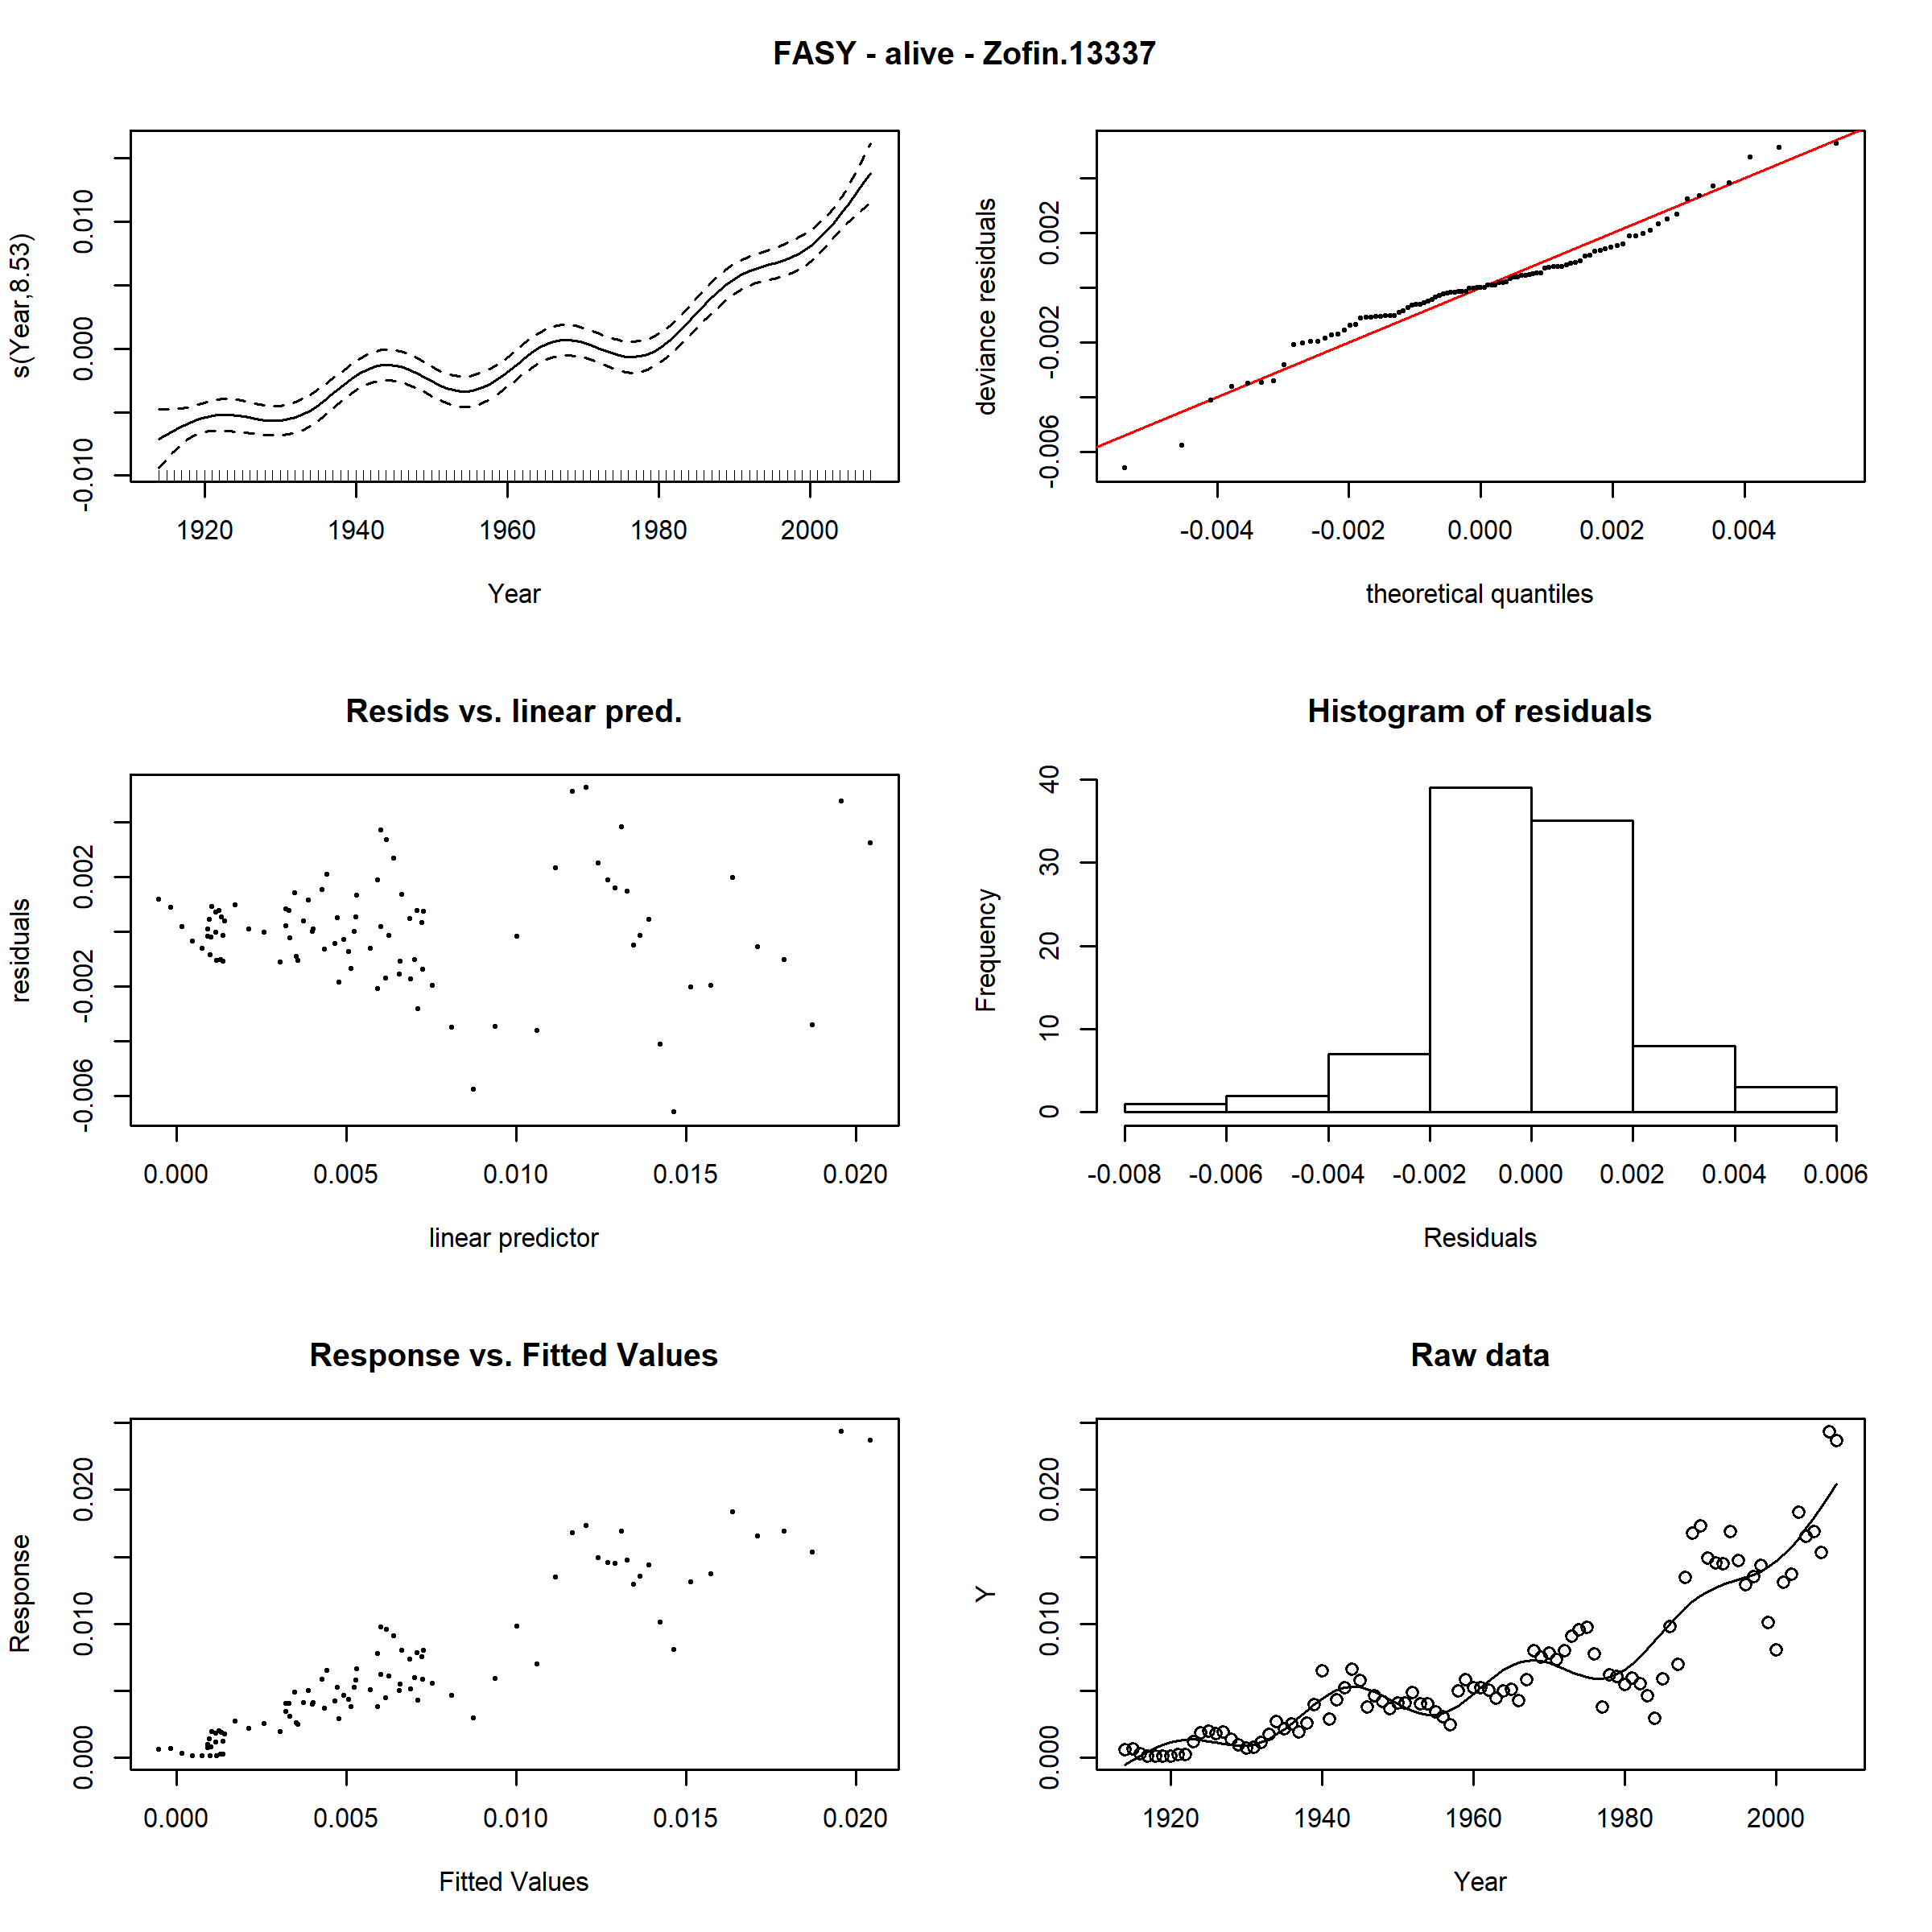 FASY - alive - Zofin.13337
s(Year,8.53)
-0.010 0.000 0.010
1920 1940 1960 1980 2000
Year
deviance residuals
-0.006 -0.002 0.002
-0.004 -0.002 0.000 0.002 0.004
theoretical quantiles
Resids vs. linear pred.
residuals
-0.006 -0.002 0.002
0.000 0.005 0.010 0.015 0.020
linear predictor
Histogram of residuals
Frequency
0 10 20 30 40
-0.008 -0.006 -0.004 -0.002 0.000 0.002 0.004 0.006
Residuals
Response vs. Fitted Values
Response
0.000 0.010 0.020
0.000 0.005 0.010 0.015 0.020
Fitted Values
Raw data
Y
0.000 0.010 0.020
1920 1940 1960 1980 2000
Year